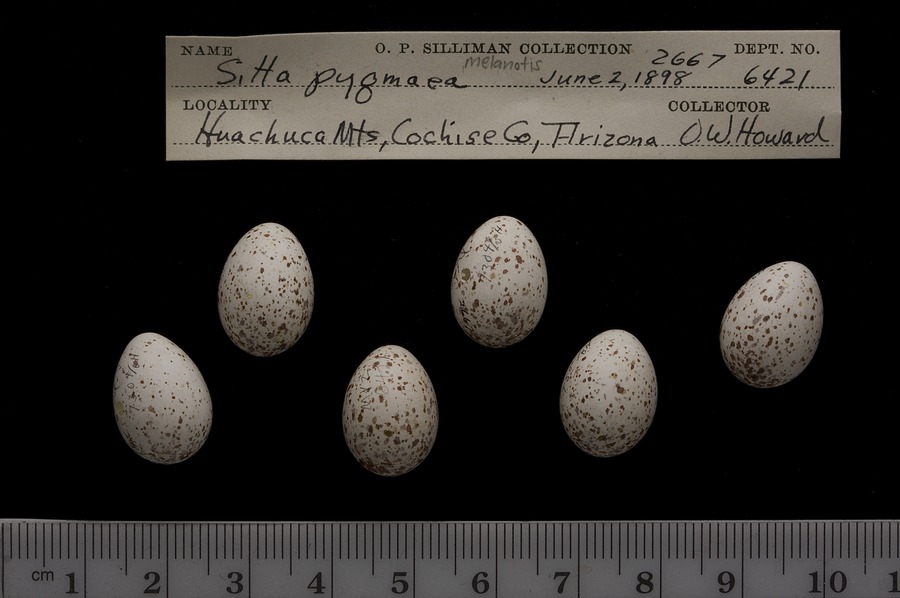 NAME O. P. SILLIMAN COLLECTION 2667 DEPT. NO.
melanotis
Sitta pygmaea June 2, 1898 6421
LOCALITY COLLECTOR
Huachuca Mts, Cochise Co, Arizona O.W. Howard
cm 1 2 3 4 5 6 7 8 9 10 1